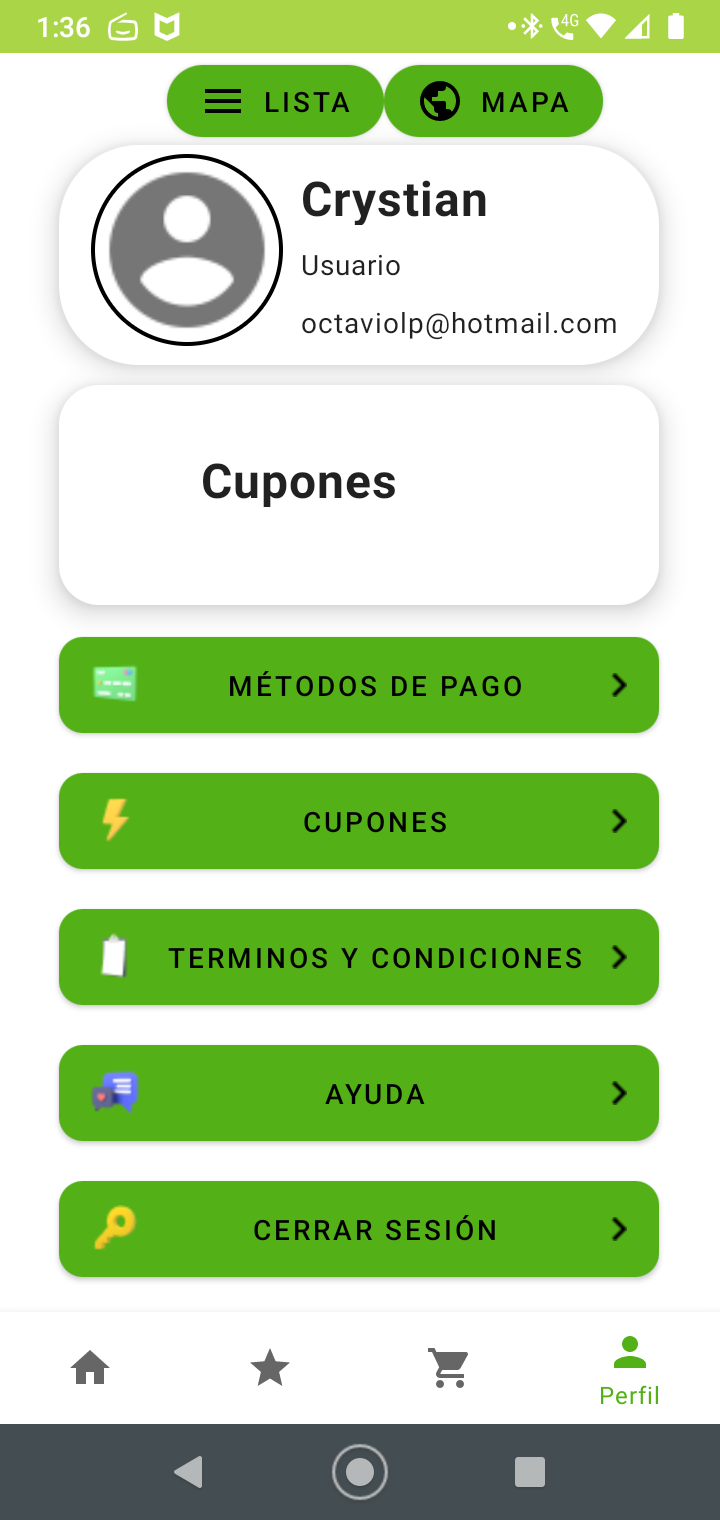 1:36
4G
LISTA
MAPA
Crystian
Usuario
octaviolp@hotmail.com
Cupones
MÉTODOS DE PAGO
CUPONES
TERMINOS Y CONDICIONES
AYUDA
CERRAR SESIÓN
Perfil